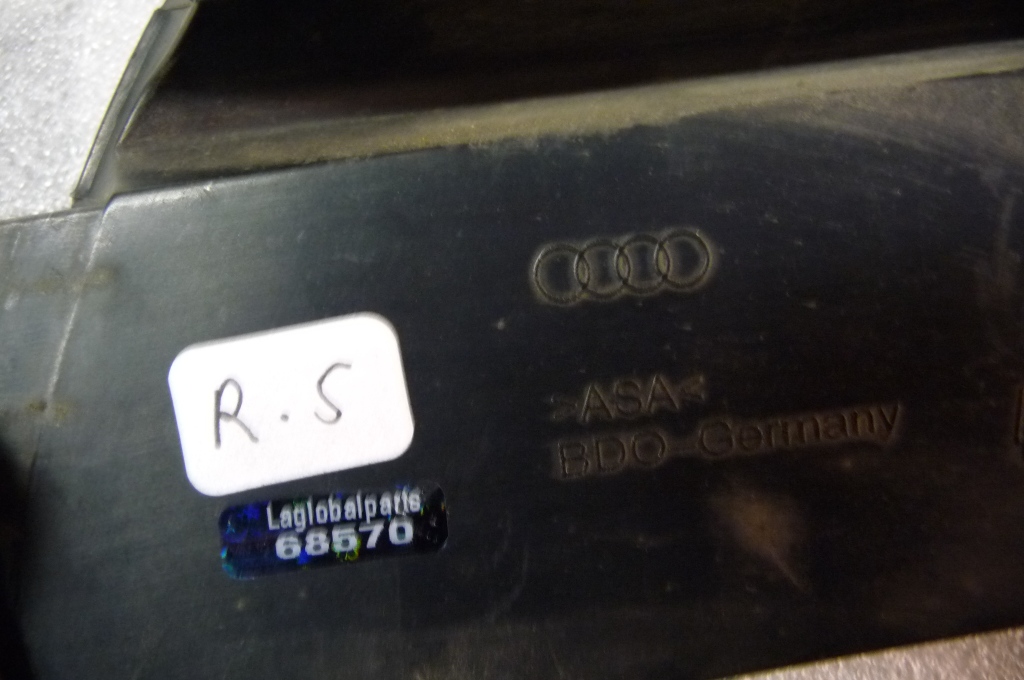 >ASA<
BDO-Germany
R.S
Laglobalparts
68570